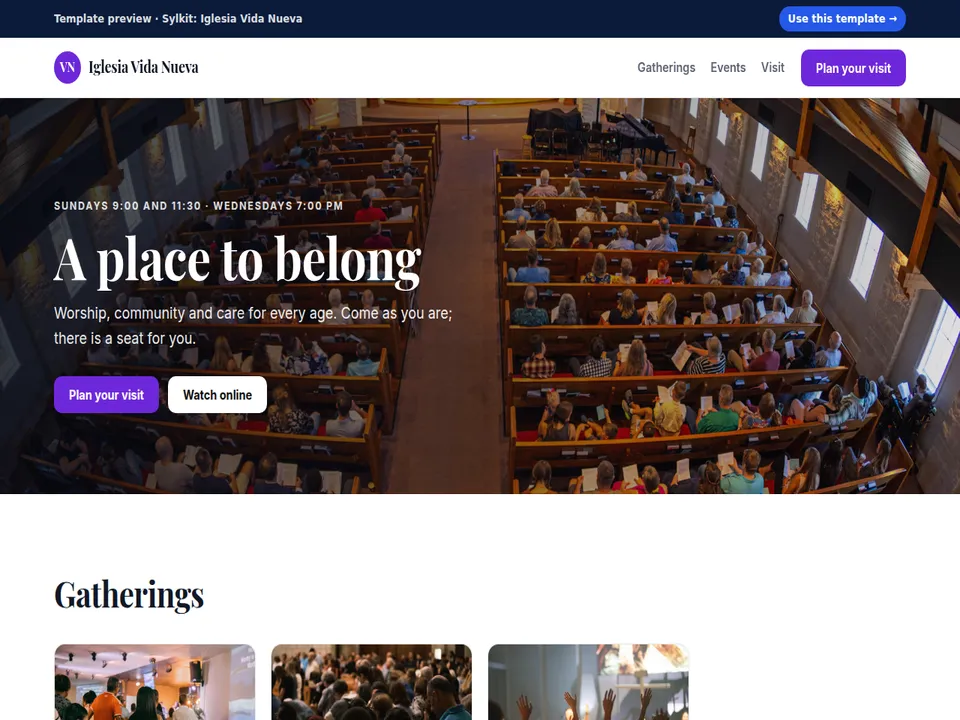 Template preview · Sylkit: Iglesia Vida Nueva
Use this template →
VN
Iglesia Vida Nueva
Gatherings
Events
Visit
Plan your visit
SUNDAYS 9:00 AND 11:30 · WEDNESDAYS 7:00 PM
A place to belong
Worship, community and care for every age. Come as you are;
there is a seat for you.
Plan your visit
Watch online
Gatherings